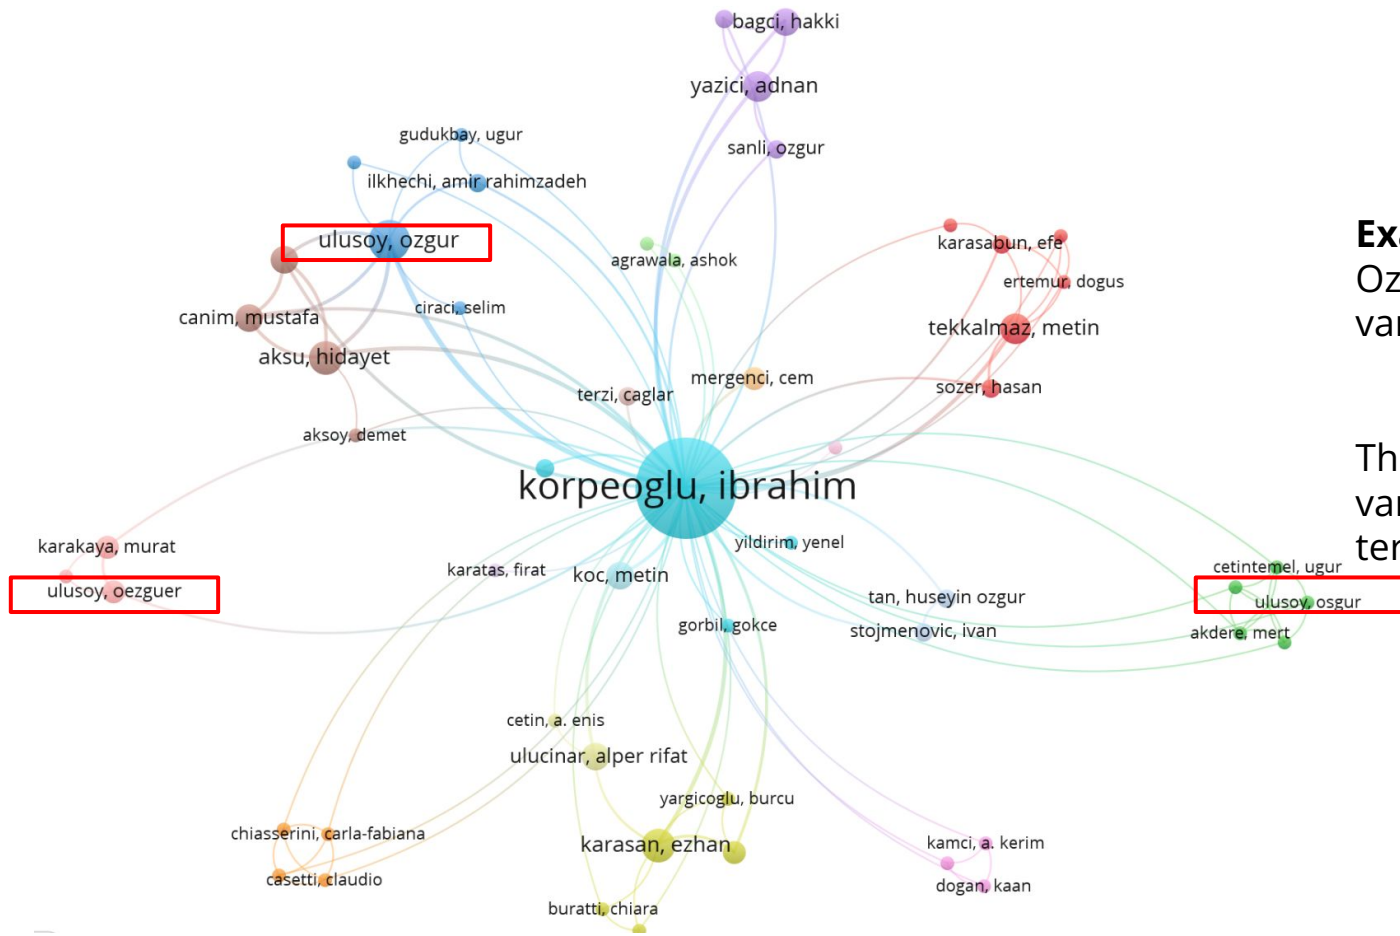 bagci, hakki
yazici, adnan
gudukbay, ugur
sanli, ozgur
ilkhechi, amir rahimzadeh
ulusoy, ozgur
karasabun, efe
agrawala, ashok
ertemur, dogus
ciraci, selim
canim, mustafa
tekkalmaz, metin
aksu, hidayet
mergenci, cem
sozer, hasan
terzi, caglar
aksoy, demet
korpeoglu, ibrahim
yildirim, yenel
karakaya, murat
karatas, firat
koc, metin
cetintemel, ugur
ulusoy, oezguer
tan, huseyin ozgur
ulusoy, osgur
gorbil, gokce
stojmenovic, ivan
akdere, mert
cetin, a. enis
ulucinar, alper rifat
yargicoglu, burcu
chiasserini, carla-fabiana
karasan, ezhan
kamci, a. kerim
casetti, claudio
dogan, kaan
buratti, chiara
Exa
Oz
var
Th
var
ter